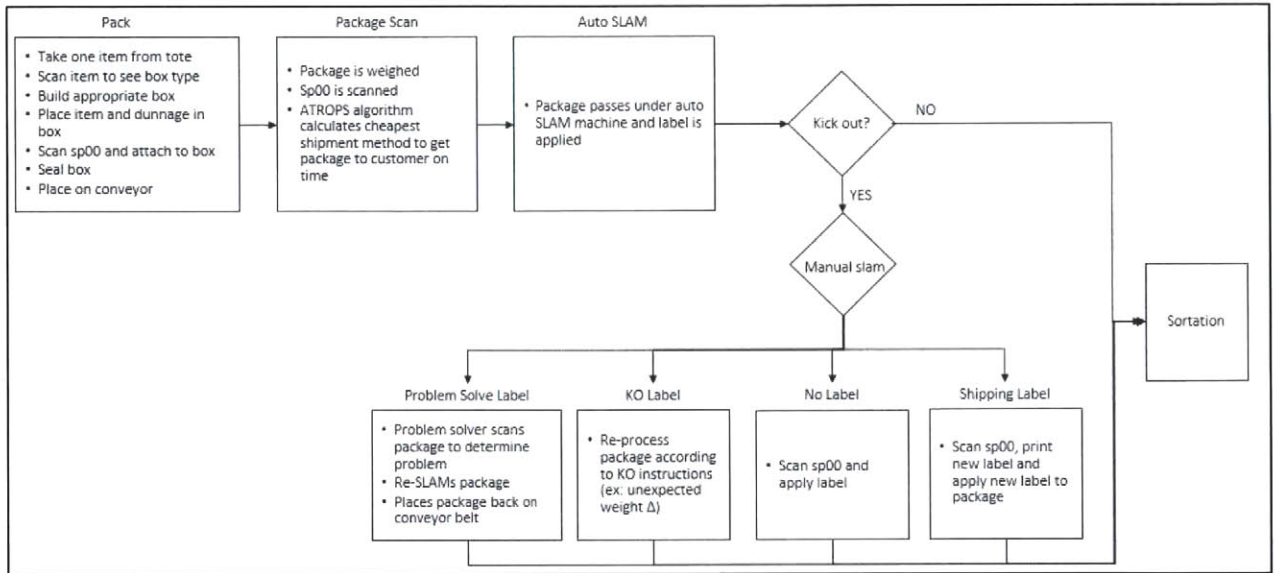 Pack
• Take one item from tote
• Scan item to see box type
• Build appropriate box
• Place item and dunnage in
box
• Scan sp00 and attach to box
• Seal box
• Place on conveyor
Package Scan
• Package is weighed
• Sp00 is scanned
• ATROPS algorithm
calculates cheapest
shipment method to get
package to customer on
time
Auto SLAM
• Package passes under auto
SLAM machine and label is
applied
Kick out?
NO
YES
Manual slam
Sortation
Problem Solve Label
• Problem solver scans
package to determine
problem
• Re-SLAMs package
• Places package back on
conveyor belt
KO Label
• Re-process
package according
to KO instructions
(ex: unexpected
weight Δ)
No Label
• Scan sp00 and
apply label
Shipping Label
• Scan sp00, print
new label and
apply new label to
package